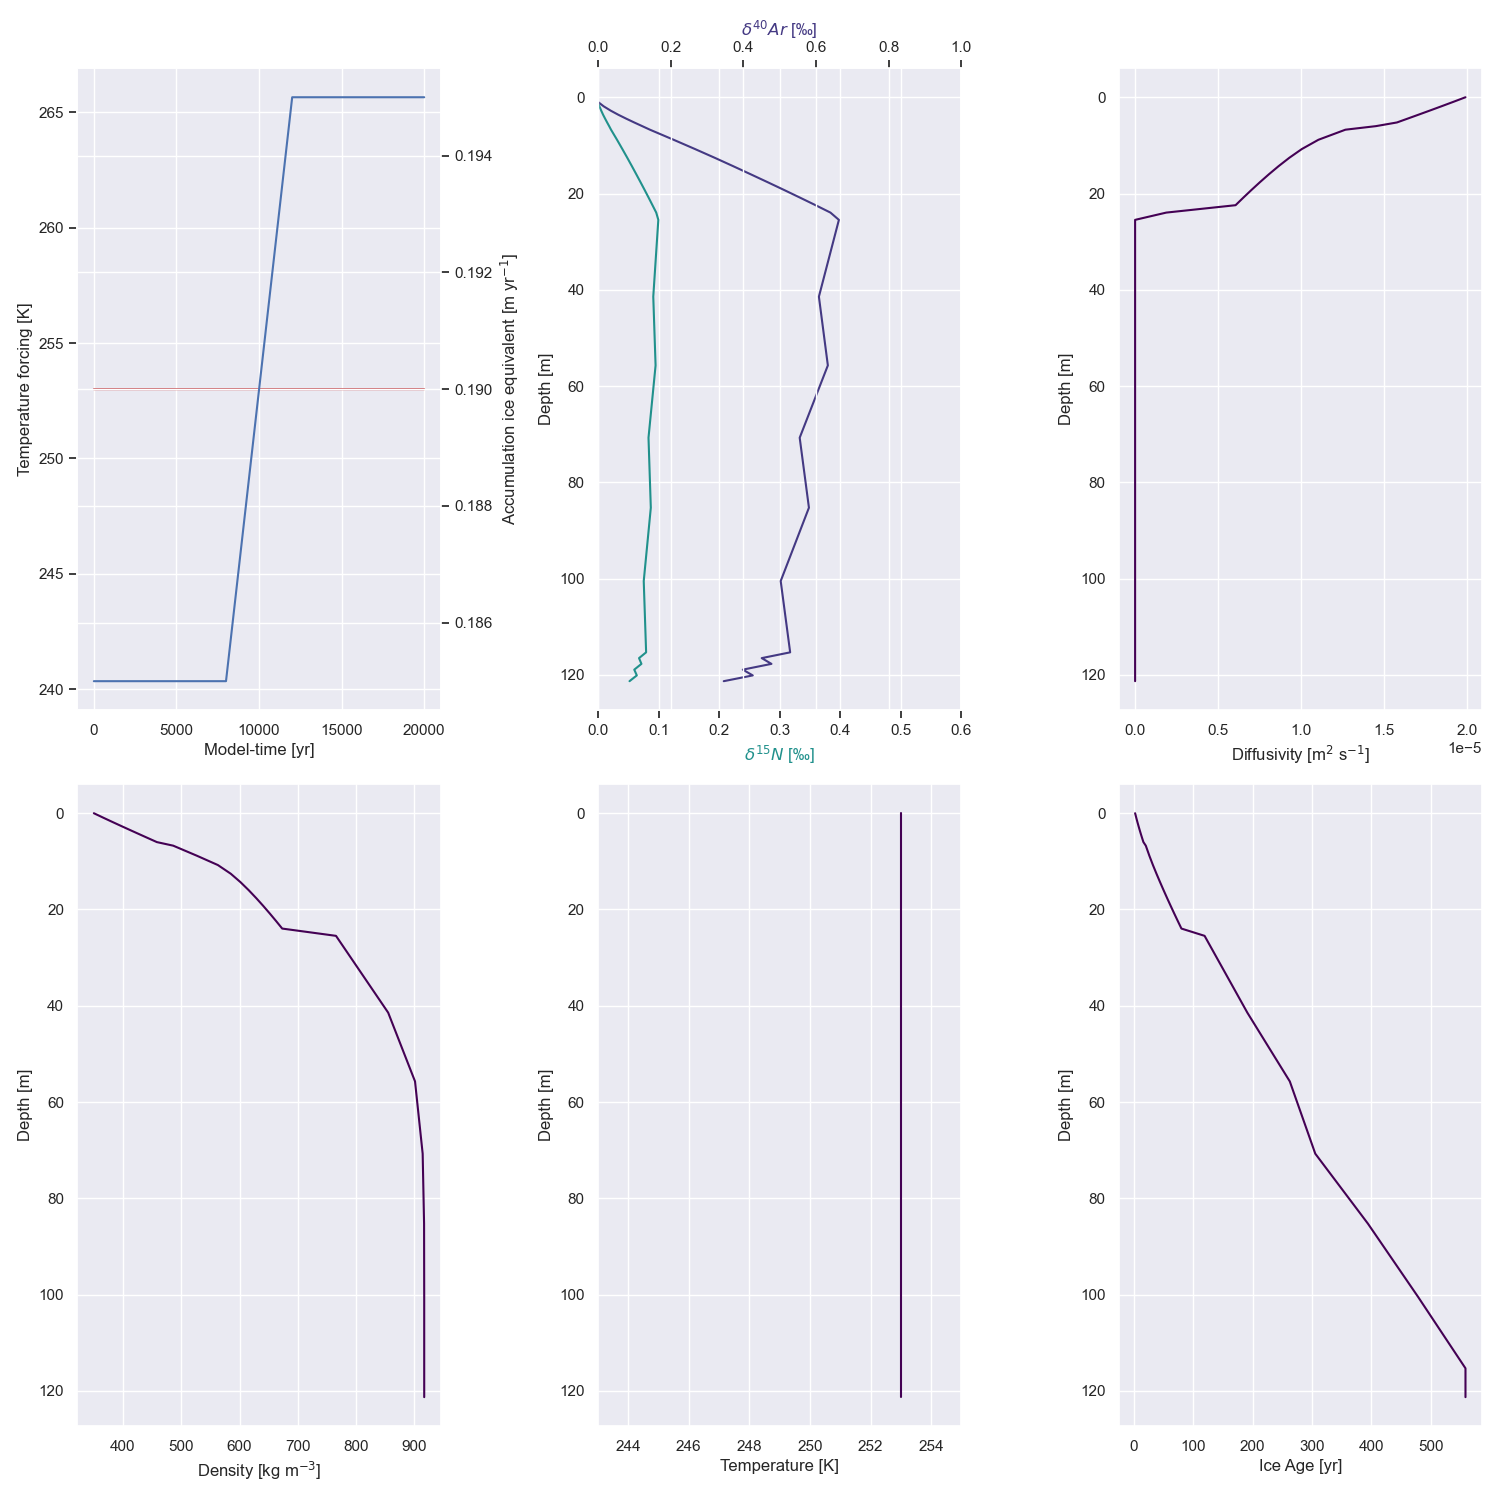 δ⁴⁰Ar [‰]
0.0 0.2 0.4 0.6 0.8 1.0
265
260
255
250
245
240
Temperature forcing [K]
0 5000 10000 15000 20000
Model-time [yr]
0.194
0.192
0.190
0.188
0.186
Accumulation ice equivalent [m yr⁻¹]
0
20
40
60
80
100
120
Depth [m]
0.0 0.1 0.2 0.3 0.4 0.5 0.6
δ¹⁵N [‰]
0
20
40
60
80
100
120
Depth [m]
0.0 0.5 1.0 1.5 2.0
1e−5
Diffusivity [m² s⁻¹]
0
20
40
60
80
100
120
Depth [m]
400 500 600 700 800 900
Density [kg m⁻³]
0
20
40
60
80
100
120
Depth [m]
244 246 248 250 252 254
Temperature [K]
0
20
40
60
80
100
120
Depth [m]
0 100 200 300 400 500
Ice Age [yr]